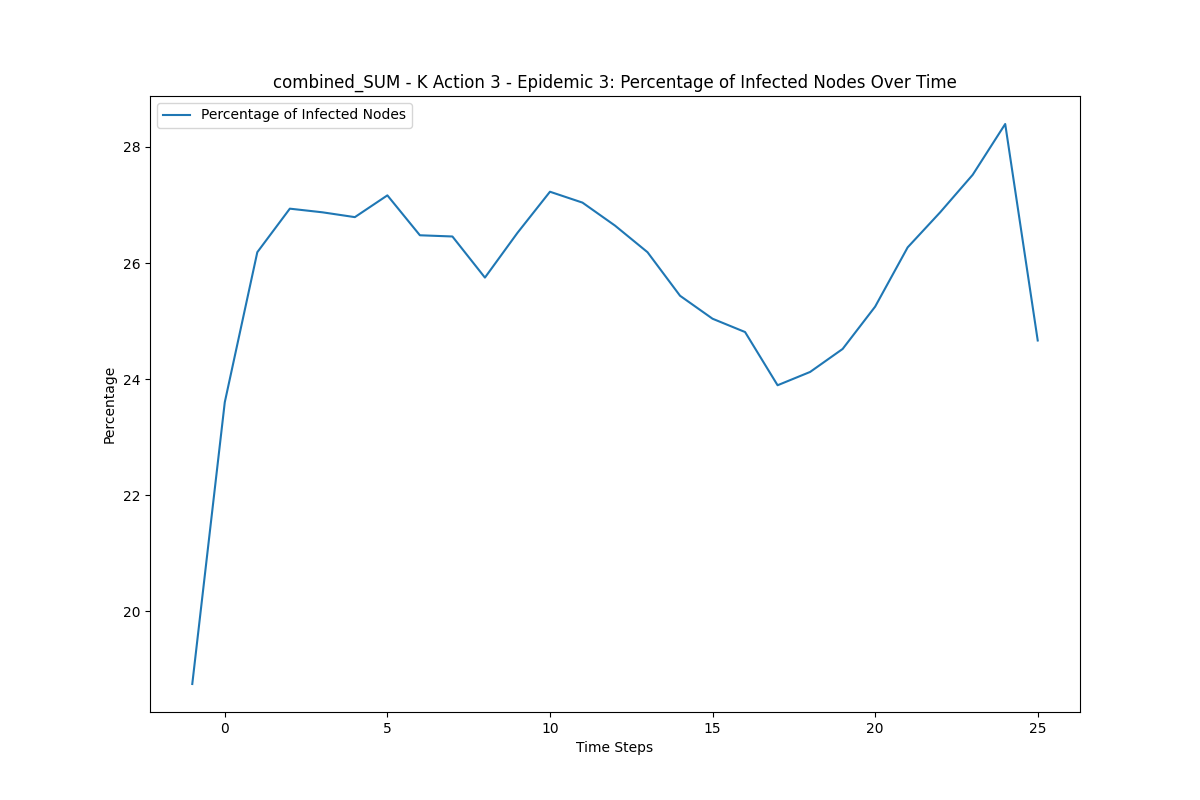 combined_SUM - K Action 3 - Epidemic 3: Percentage of Infected Nodes Over Time
Percentage of Infected Nodes
28
26
24
22
20
Percentage
0 5 10 15 20 25
Time Steps